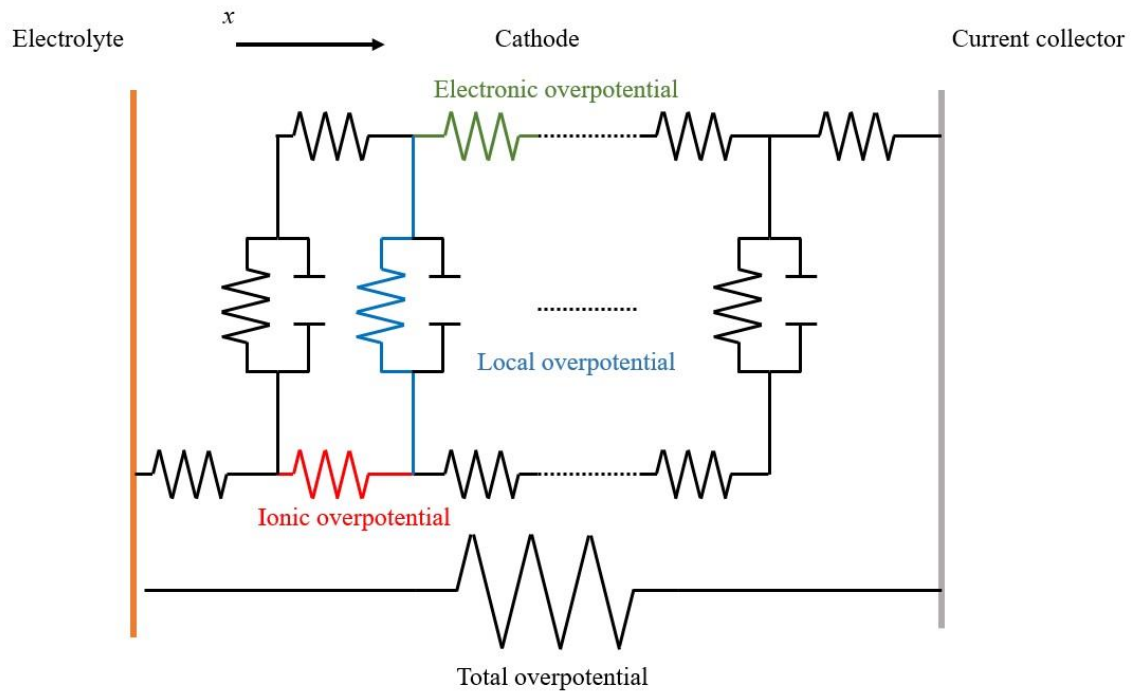 x
Electrolyte
Cathode
Current collector
Electronic overpotential
Local overpotential
Ionic overpotential
Total overpotential